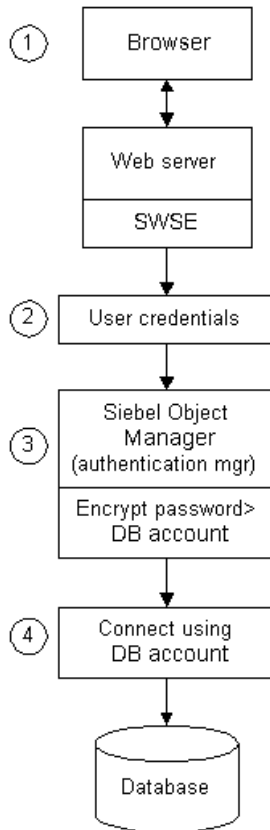 1
Browser
Web server
SWSE
2
User credentials
3
Siebel Object
Manager
(authentication mgr)
Encrypt password>
DB account
4
Connect using
DB account
Database